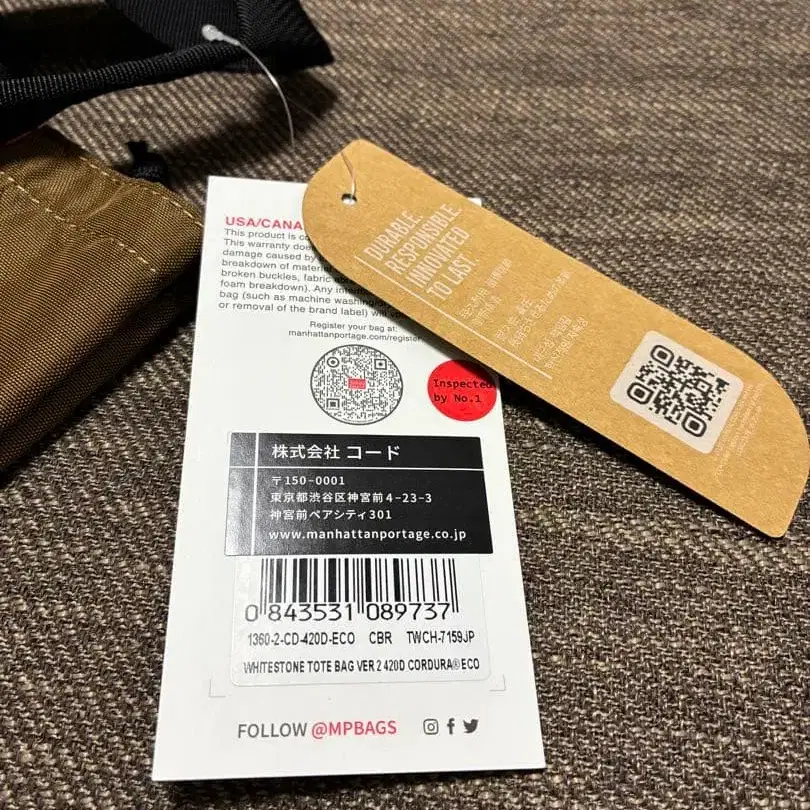 USA/CANA
This product is co
This warranty doe
damage caused by
breakdown of material
broken buckles, fabric
foam breakdown). Any
bag (such as machine washing
or removal of the brand label) will
Register your bag at:
manhattanportage.com/register
Inspected
by No.1
株式会社 コード
〒150-0001
東京都渋谷区神宮前4-23-3
神宮前ペアシティ301
www.manhattanportage.co.jp
0 843531 089737
1360-2-CD-420D-ECO CBR TWCH-7159JP
WHITESTONE TOTE BAG VER 2 420D CORDURA® ECO
FOLLOW @MPBAGS
DURABLE.
RESPONSIBLE.
INNOVATED
TO LAST